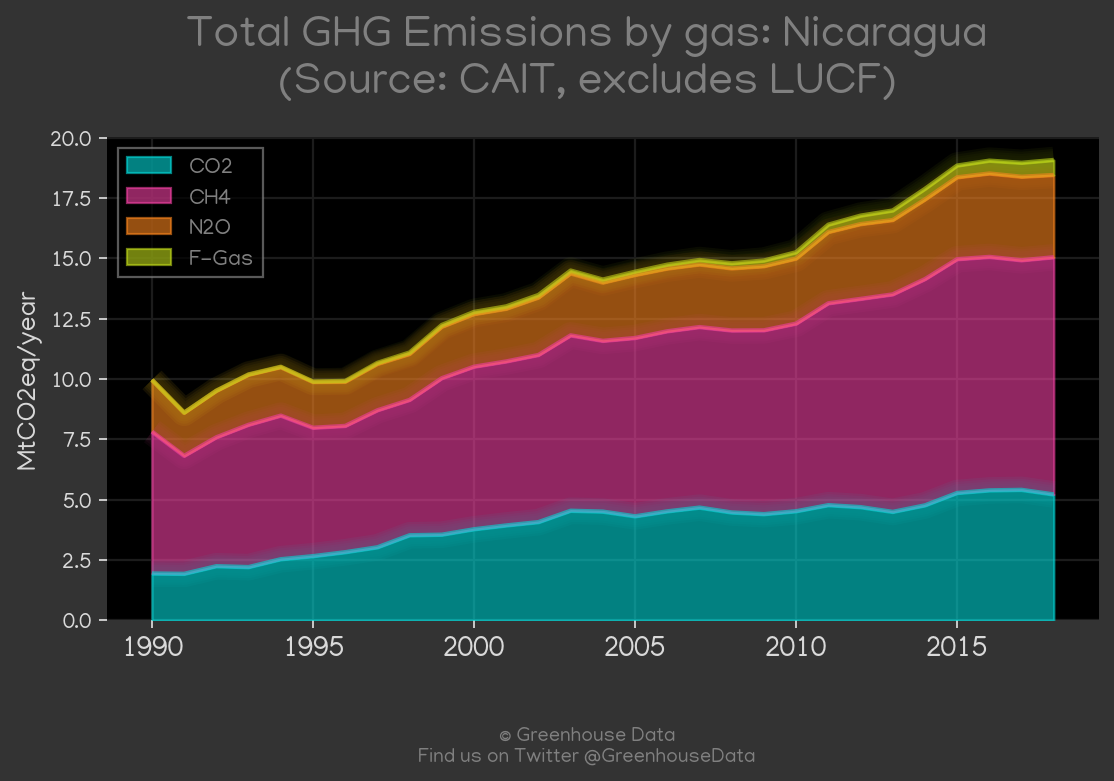 Total GHG Emissions by gas: Nicaragua
(Source: CAIT, excludes LUCF)
20.0
17.5
15.0
12.5
10.0
7.5
5.0
2.5
0.0
MtCO2eq/year
CO2
CH4
N2O
F-Gas
1990 1995 2000 2005 2010 2015
© Greenhouse Data
Find us on Twitter @GreenhouseData